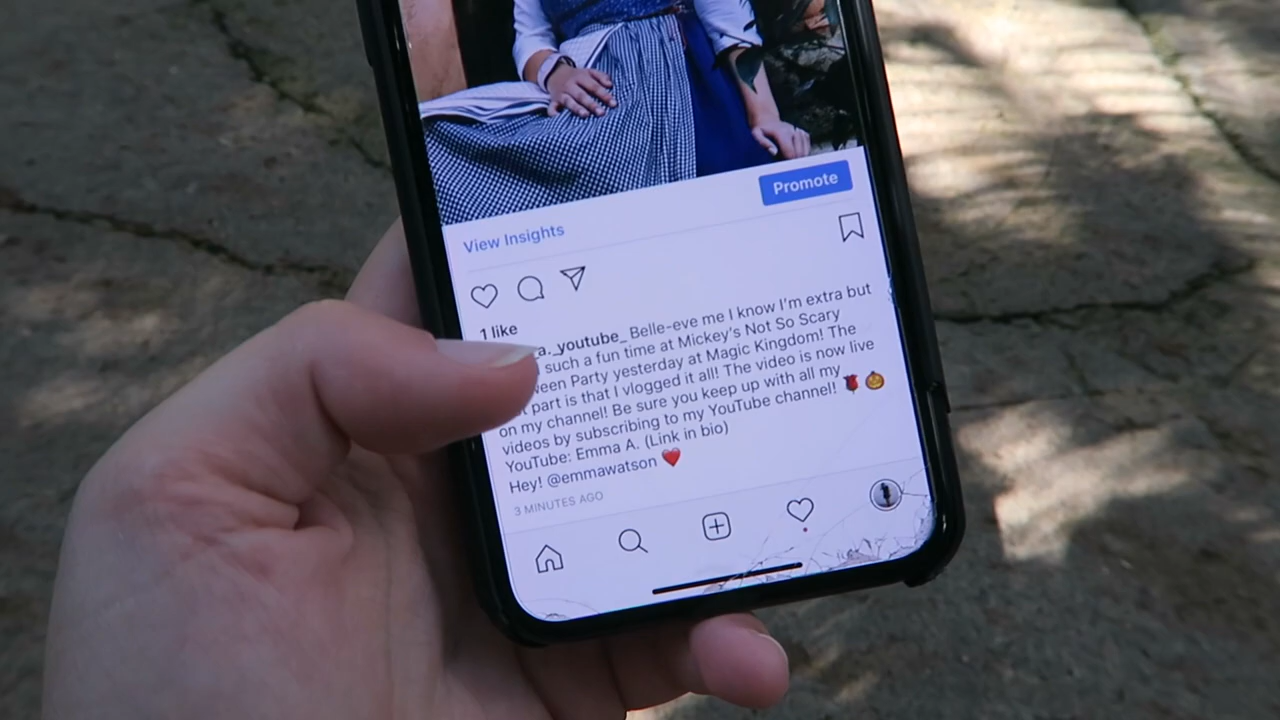 Promote
View Insights
1 like
a._youtube_ Belle-eve me I know I'm extra but
such a fun time at Mickey's Not So Scary
ween Party yesterday at Magic Kingdom! The
t part is that I vlogged it all! The video is now live
on my channel! Be sure you keep up with all my
videos by subscribing to my YouTube channel! 🌹🎃
YouTube: Emma A. (Link in bio)
Hey! @emmawatson ❤️
3 MINUTES AGO